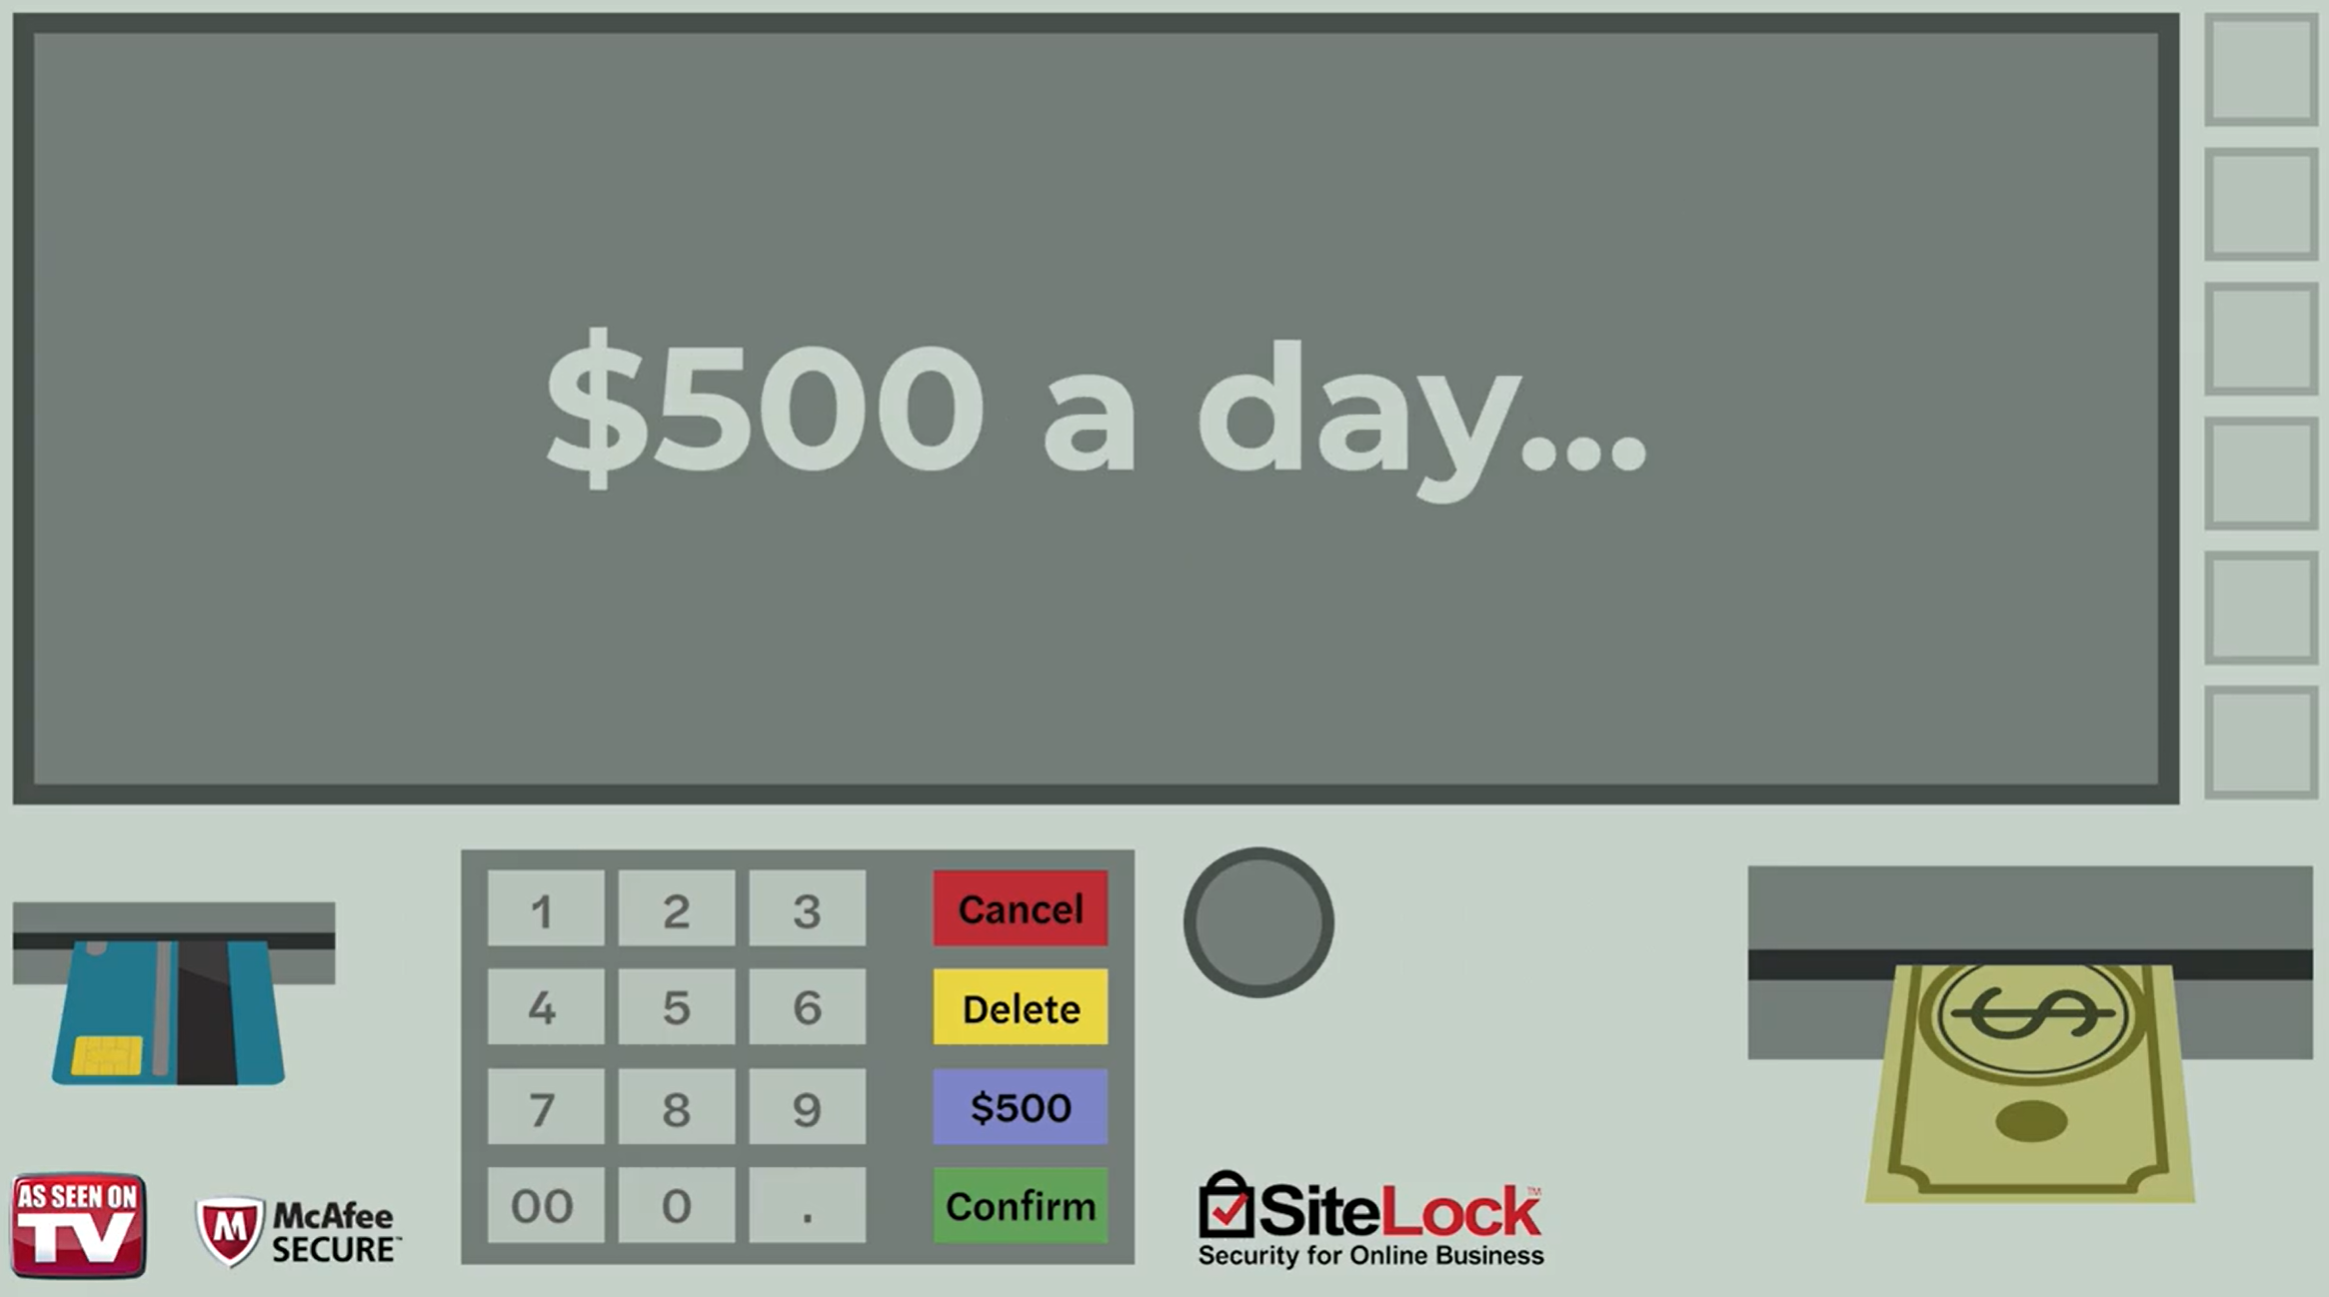 $500 a day...
1 2 3 Cancel
4 5 6 Delete
7 8 9 $500
00 0 . Confirm
AS SEEN ON
TV
M
McAfee
SECURE™
SiteLock™
Security for Online Business
$